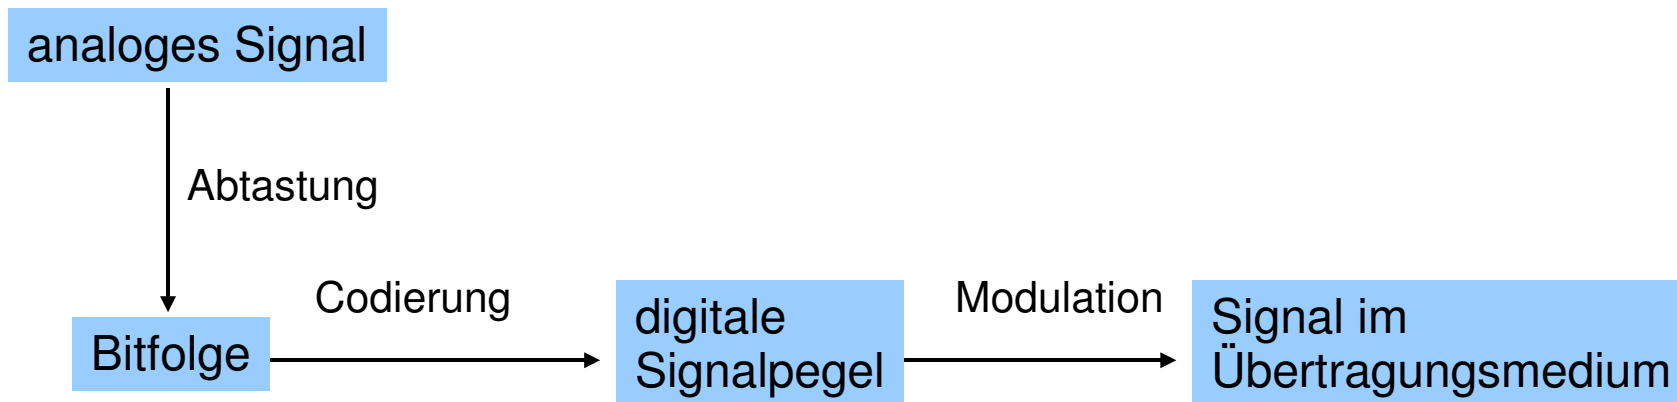 analoges Signal
Abtastung
Bitfolge
Codierung
digitale
Signalpegel
Modulation
Signal im
Übertragungsmedium